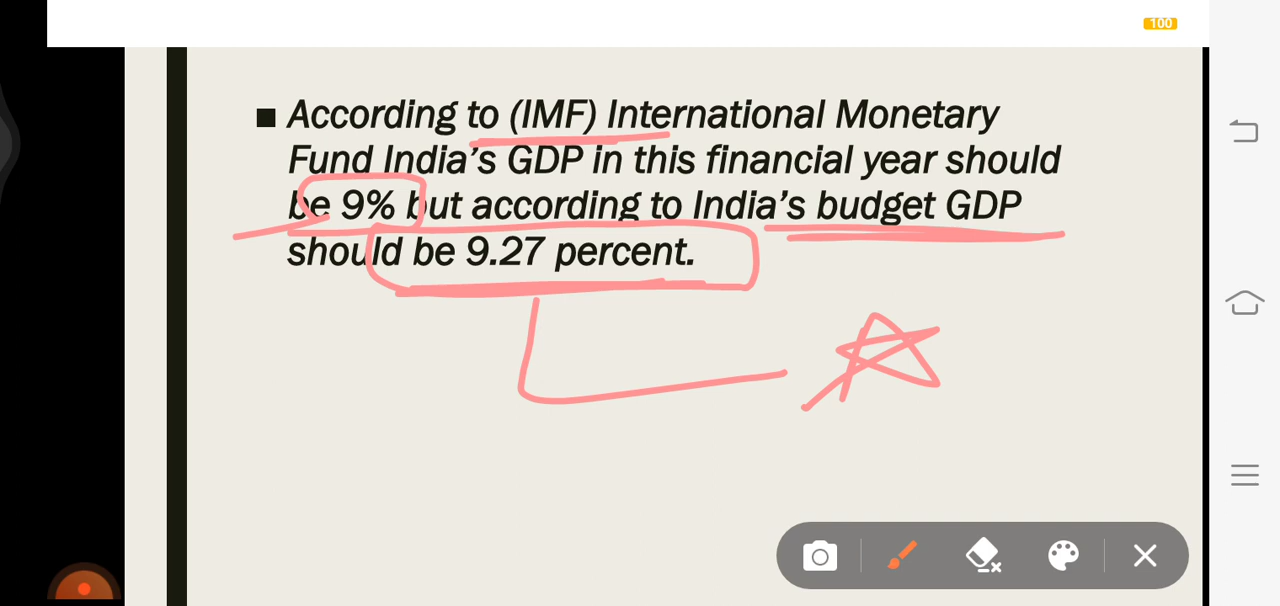 100
According to (IMF) International Monetary
Fund India's GDP in this financial year should
be 9% but according to India's budget GDP
should be 9.27 percent.